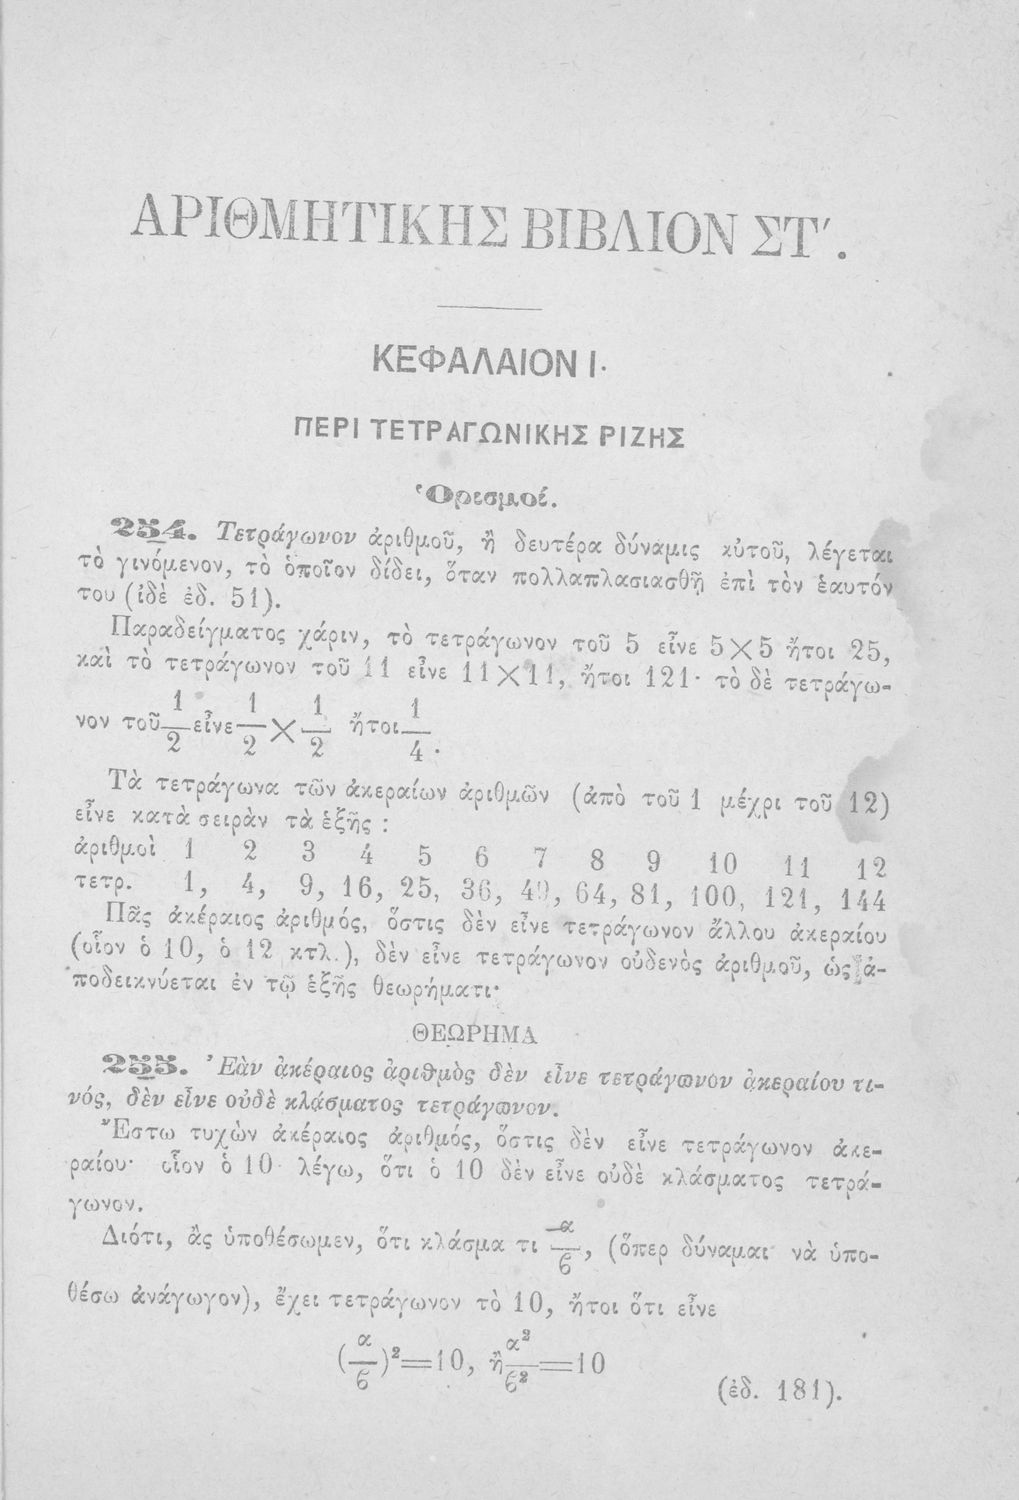 ΑΡΙΘΜΗΤΙΚΗΣ ΒΙΒΛΙΟΝ ΣΤ΄.
ΚΕΦΑΛΑΙΟΝ Ι·
ΠΕΡΙ ΤΕΤΡΑΓΩΝΙΚΗΣ ΡΙΖΗΣ
Ὁρισμοί.
254. Τετράγωνον ἀριθμοῦ, ἢ δευτέρα δύναμις αὐτοῦ, λέγεται
τὸ γινόμενον, τὸ ὁποῖον δίδει, ὅταν πολλαπλασιασθῇ ἐπὶ τὸν ἑαυτόν
του (ἰδὲ ἐδ. 51).
Παραδείγματος χάριν, τὸ τετράγωνον τοῦ 5 εἶνε 5×5 ἤτοι 25,
καὶ τὸ τετράγωνον τοῦ 11 εἶνε 11×11, ἤτοι 121· τὸ δὲ τετράγω-
νον τοῦ 1/2 εἶνε 1/2 × 1/2 ἤτοι 1/4.
Τὰ τετράγωνα τῶν ἀκεραίων ἀριθμῶν (ἀπὸ τοῦ 1 μέχρι τοῦ 12)
εἶνε κατὰ σειρὰν τὰ ἑξῆς :
ἀριθμοὶ 1 2 3 4 5 6 7 8 9 10 11 12
τετρ. 1, 4, 9, 16, 25, 36, 49, 64, 81, 100, 121, 144
Πᾶς ἀκέραιος ἀριθμός, ὅστις δὲν εἶνε τετράγωνον ἄλλου ἀκεραίου
(οἷον ὁ 10, ὁ 12 κτλ.), δὲν εἶνε τετράγωνον οὐδενὸς ἀριθμοῦ, ὡς ἀ-
ποδεικνύεται ἐν τῷ ἑξῆς θεωρήματι·
ΘΕΩΡΗΜΑ
255. Ἐὰν ἀκέραιος ἀριθμὸς δὲν εἶνε τετράγωνον ἀκεραίου τι-
νός, δὲν εἶνε οὐδὲ κλάσματος τετράγωνον.
Ἔστω τυχὼν ἀκέραιος ἀριθμός, ὅστις δὲν εἶνε τετράγωνον ἀκε-
ραίου· οἷον ὁ 10· λέγω, ὅτι ὁ 10 δὲν εἶνε οὐδὲ κλάσματος τετρά-
γωνον.
Διότι, ἂς ὑποθέσωμεν, ὅτι κλάσμα τι α/ϐ, (ὅπερ δύναμαι νὰ ὑπο-
θέσω ἀνάγωγον), ἔχει τετράγωνον τὸ 10, ἤτοι ὅτι εἶνε
(α/ϐ)²=10, ἢ α²/ϐ²=10
(ἐδ. 181).